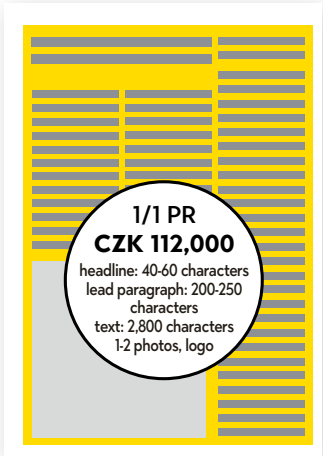 1/1 PR
CZK 112,000
headline: 40-60 characters
lead paragraph: 200-250
characters
text: 2,800 characters
1-2 photos, logo